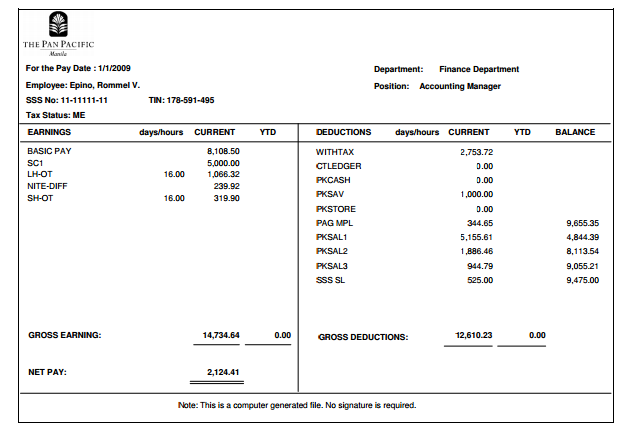 THE PAN PACIFIC
Manila
For the Pay Date : 1/1/2009
Department: Finance Department
Employee: Epino, Rommel V.
Position: Accounting Manager
SSS No: 11-11111-11 TIN: 178-591-495
Tax Status: ME
EARNINGS days/hours CURRENT YTD DEDUCTIONS days/hours CURRENT YTD BALANCE
BASIC PAY 8,108.50 WITHTAX 2,753.72
SC1 5,000.00 CTLEDGER 0.00
LH-OT 16.00 1,066.32 PKCASH 0.00
NITE-DIFF 239.92 PKSAV 1,000.00
SH-OT 16.00 319.90 PKSTORE 0.00
PAG MPL 344.65 9,655.35
PKSAL1 5,155.61 4,844.39
PKSAL2 1,886.46 8,113.54
PKSAL3 944.79 9,055.21
SSS SL 525.00 9,475.00
GROSS EARNING: 14,734.64 0.00 GROSS DEDUCTIONS: 12,610.23 0.00
NET PAY: 2,124.41
Note: This is a computer generated file. No signature is required.